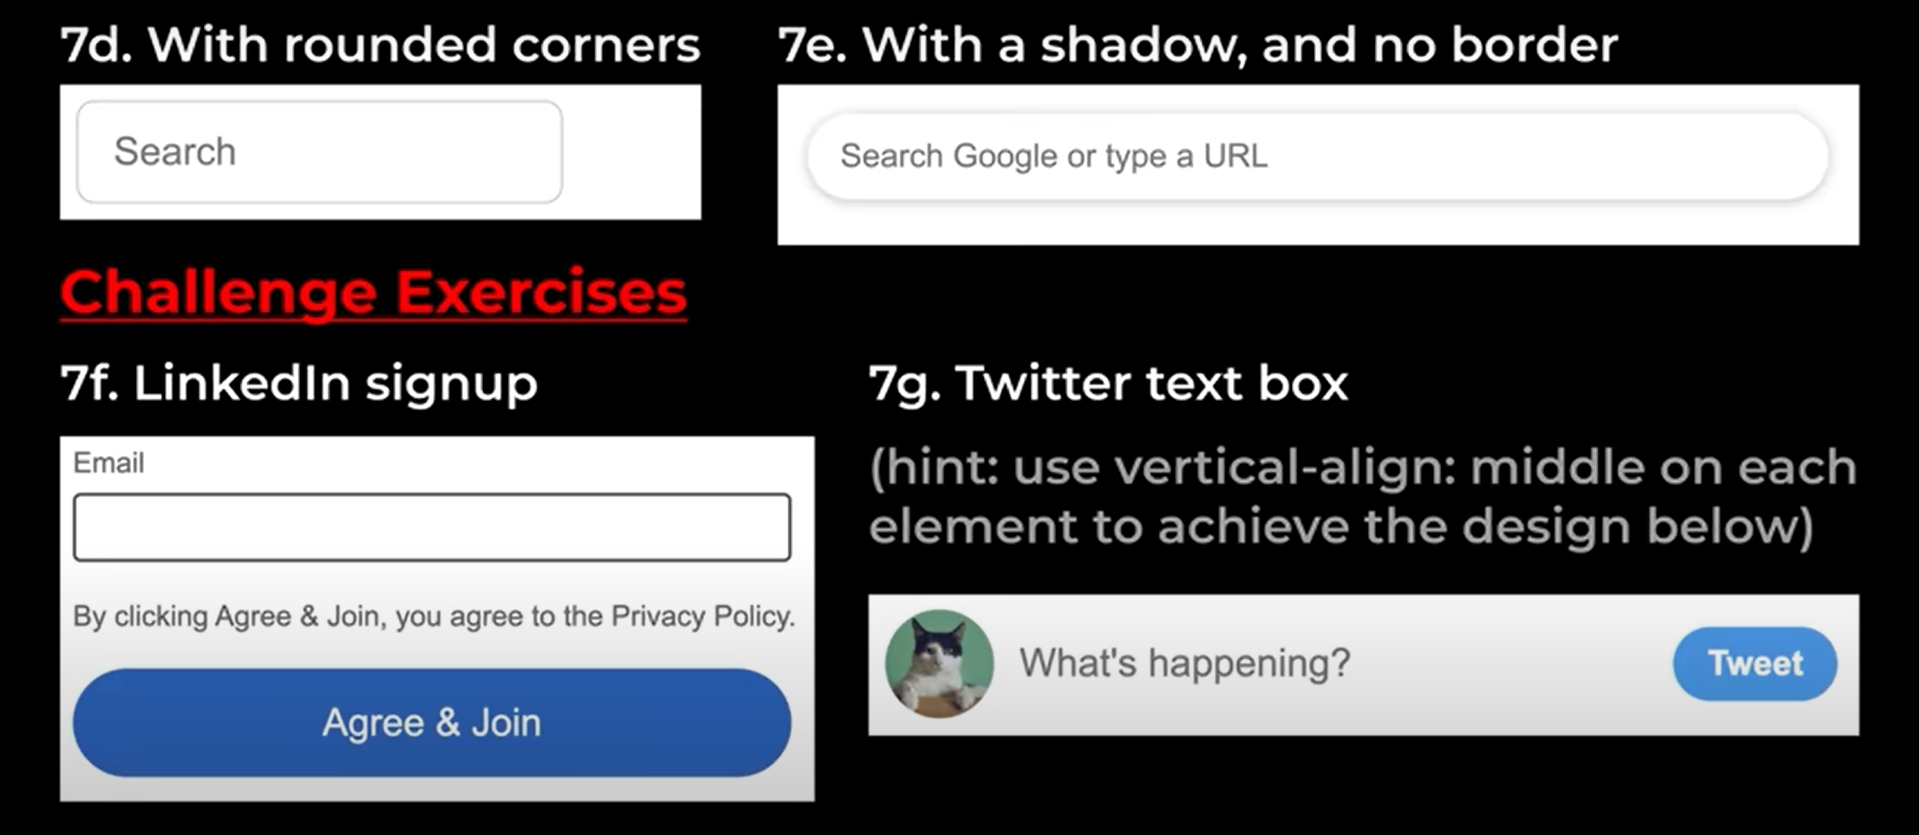 7d. With rounded corners
Search
7e. With a shadow, and no border
Search Google or type a URL
Challenge Exercises
7f. LinkedIn signup
Email
By clicking Agree & Join, you agree to the Privacy Policy.
Agree & Join
7g. Twitter text box
(hint: use vertical-align: middle on each
element to achieve the design below)
What's happening?
Tweet